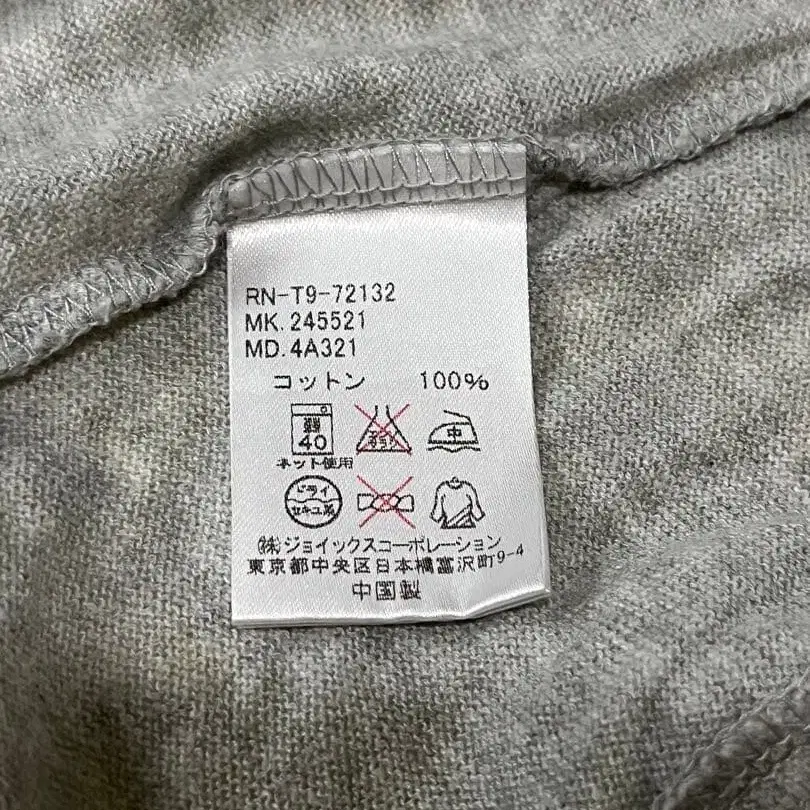 RN-T9-72132
MK.245521
MD.4A321
コットン 100%
弱 40 中
ネット使用
ドライ
セキユ系
㈱ジョイックスコーポレーション
東京都中央区日本橋富沢町9-4
中国製